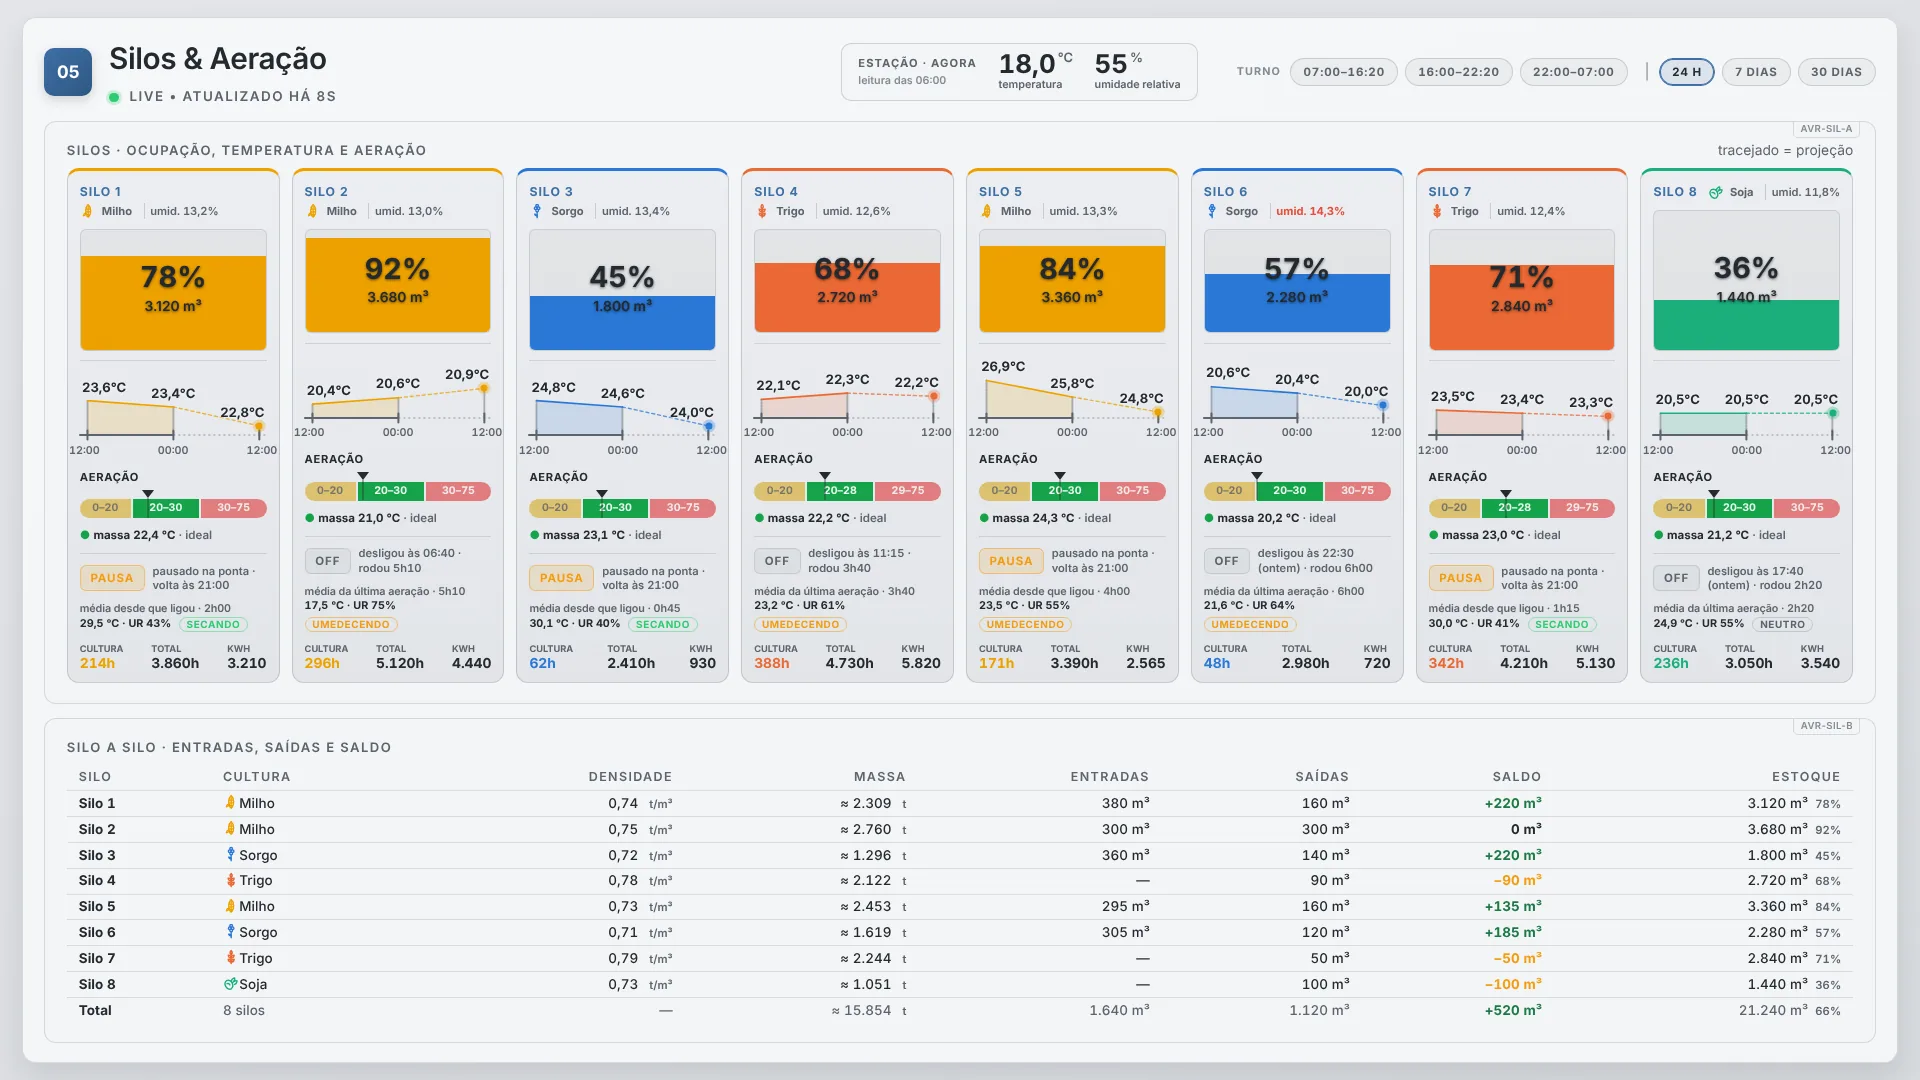 05
Silos & Aeração
LIVE • ATUALIZADO HÁ 8S
ESTAÇÃO · AGORA
leitura das 06:00
18,0 °C
temperatura
55 %
umidade relativa
TURNO 07:00–16:20 16:00–22:20 22:00–07:00 | 24 H 7 DIAS 30 DIAS
AVR-SIL-A
SILOS · OCUPAÇÃO, TEMPERATURA E AERAÇÃO
tracejado = projeção
SILO 1
Milho umid. 13,2%
78%
3.120 m³
23,6°C 23,4°C 22,8°C
12:00 00:00 12:00
AERAÇÃO
0–20 20–30 30–75
massa 22,4 °C · ideal
PAUSA pausado na ponta ·
volta às 21:00
média desde que ligou · 2h00
29,5 °C · UR 43% SECANDO
CULTURA TOTAL KWH
214h 3.860h 3.210
SILO 2
Milho umid. 13,0%
92%
3.680 m³
20,4°C 20,6°C 20,9°C
12:00 00:00 12:00
AERAÇÃO
0–20 20–30 30–75
massa 21,0 °C · ideal
OFF desligou às 06:40 ·
rodou 5h10
média da última aeração · 5h10
17,5 °C · UR 75%
UMEDECENDO
CULTURA TOTAL KWH
296h 5.120h 4.440
SILO 3
Sorgo umid. 13,4%
45%
1.800 m³
24,8°C 24,6°C 24,0°C
12:00 00:00 12:00
AERAÇÃO
0–20 20–30 30–75
massa 23,1 °C · ideal
PAUSA pausado na ponta ·
volta às 21:00
média desde que ligou · 0h45
30,1 °C · UR 40% SECANDO
CULTURA TOTAL KWH
62h 2.410h 930
SILO 4
Trigo umid. 12,6%
68%
2.720 m³
22,1°C 22,3°C 22,2°C
12:00 00:00 12:00
AERAÇÃO
0–20 20–28 29–75
massa 22,2 °C · ideal
OFF desligou às 11:15 ·
rodou 3h40
média da última aeração · 3h40
23,2 °C · UR 61%
UMEDECENDO
CULTURA TOTAL KWH
388h 4.730h 5.820
SILO 5
Milho umid. 13,3%
84%
3.360 m³
26,9°C 25,8°C 24,8°C
12:00 00:00 12:00
AERAÇÃO
0–20 20–30 30–75
massa 24,3 °C · ideal
PAUSA pausado na ponta ·
volta às 21:00
média desde que ligou · 4h00
23,5 °C · UR 55%
UMEDECENDO
CULTURA TOTAL KWH
171h 3.390h 2.565
SILO 6
Sorgo umid. 14,3%
57%
2.280 m³
20,6°C 20,4°C 20,0°C
12:00 00:00 12:00
AERAÇÃO
0–20 20–30 30–75
massa 20,2 °C · ideal
OFF desligou às 22:30
(ontem) · rodou 6h00
média da última aeração · 6h00
21,6 °C · UR 64%
UMEDECENDO
CULTURA TOTAL KWH
48h 2.980h 720
SILO 7
Trigo umid. 12,4%
71%
2.840 m³
23,5°C 23,4°C 23,3°C
12:00 00:00 12:00
AERAÇÃO
0–20 20–28 29–75
massa 23,0 °C · ideal
PAUSA pausado na ponta ·
volta às 21:00
média desde que ligou · 1h15
30,0 °C · UR 41% SECANDO
CULTURA TOTAL KWH
342h 4.210h 5.130
SILO 8 Soja umid. 11,8%
36%
1.440 m³
20,5°C 20,5°C 20,5°C
12:00 00:00 12:00
AERAÇÃO
0–20 20–30 30–75
massa 21,2 °C · ideal
OFF desligou às 17:40
(ontem) · rodou 2h20
média da última aeração · 2h20
24,9 °C · UR 55% NEUTRO
CULTURA TOTAL KWH
236h 3.050h 3.540
AVR-SIL-B
SILO A SILO · ENTRADAS, SAÍDAS E SALDO
SILO CULTURA DENSIDADE MASSA ENTRADAS SAÍDAS SALDO ESTOQUE
Silo 1 Milho 0,74 t/m³ ≈ 2.309 t 380 m³ 160 m³ +220 m³ 3.120 m³ 78%
Silo 2 Milho 0,75 t/m³ ≈ 2.760 t 300 m³ 300 m³ 0 m³ 3.680 m³ 92%
Silo 3 Sorgo 0,72 t/m³ ≈ 1.296 t 360 m³ 140 m³ +220 m³ 1.800 m³ 45%
Silo 4 Trigo 0,78 t/m³ ≈ 2.122 t — 90 m³ −90 m³ 2.720 m³ 68%
Silo 5 Milho 0,73 t/m³ ≈ 2.453 t 295 m³ 160 m³ +135 m³ 3.360 m³ 84%
Silo 6 Sorgo 0,71 t/m³ ≈ 1.619 t 305 m³ 120 m³ +185 m³ 2.280 m³ 57%
Silo 7 Trigo 0,79 t/m³ ≈ 2.244 t — 50 m³ −50 m³ 2.840 m³ 71%
Silo 8 Soja 0,73 t/m³ ≈ 1.051 t — 100 m³ −100 m³ 1.440 m³ 36%
Total 8 silos — ≈ 15.854 t 1.640 m³ 1.120 m³ +520 m³ 21.240 m³ 66%